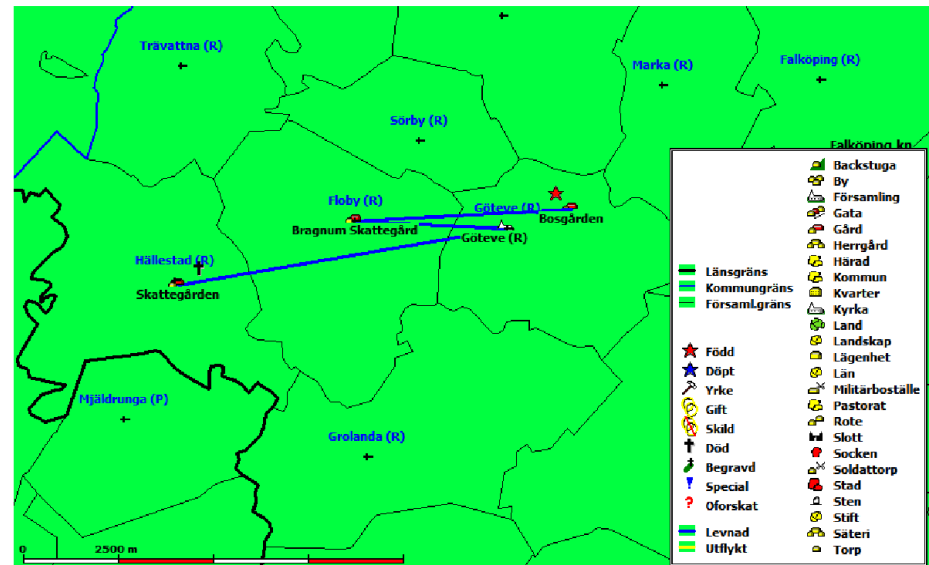 Trävattna (R)
Marka (R)
Falköping (R)
Sörby (R)
Falköping kn
Floby (R)
Göteve (R)
Bosgården
Bragnum Skattegård
Göteve (R)
Hällestad (R)
Skattegården
Mjäldrunga (P)
Grolanda (R)
0 2500 m
Länsgräns
Kommungräns
Församl.gräns
Född
Döpt
Yrke
Gift
Skild
Död
Begravd
Special
Oforskat
Levnad
Utflykt
Backstuga
By
Församling
Gata
Gård
Herrgård
Härad
Kommun
Kvarter
Kyrka
Land
Landskap
Lägenhet
Län
Militärboställe
Pastorat
Rote
Slott
Socken
Soldattorp
Stad
Sten
Stift
Säteri
Torp